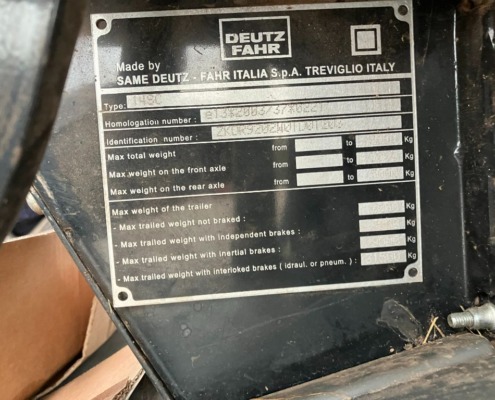 DEUTZ
FAHR
Made by
SAME DEUTZ - FAHR ITALIA S.p.A. TREVIGLIO ITALY
Type:
Homologation number :
Identification number :
Max total weight from to Kg
Max. weight on the front axle from to Kg
Max weight on the rear axle from to Kg
Max weight of the trailer
- Max trailed weight not braked : Kg
- Max trailed weight with independent brakes : Kg
- Max trailed weight with inertial brakes : Kg
- Max trailed weight with interloked brakes ( idraul. or pneum. ) : Kg